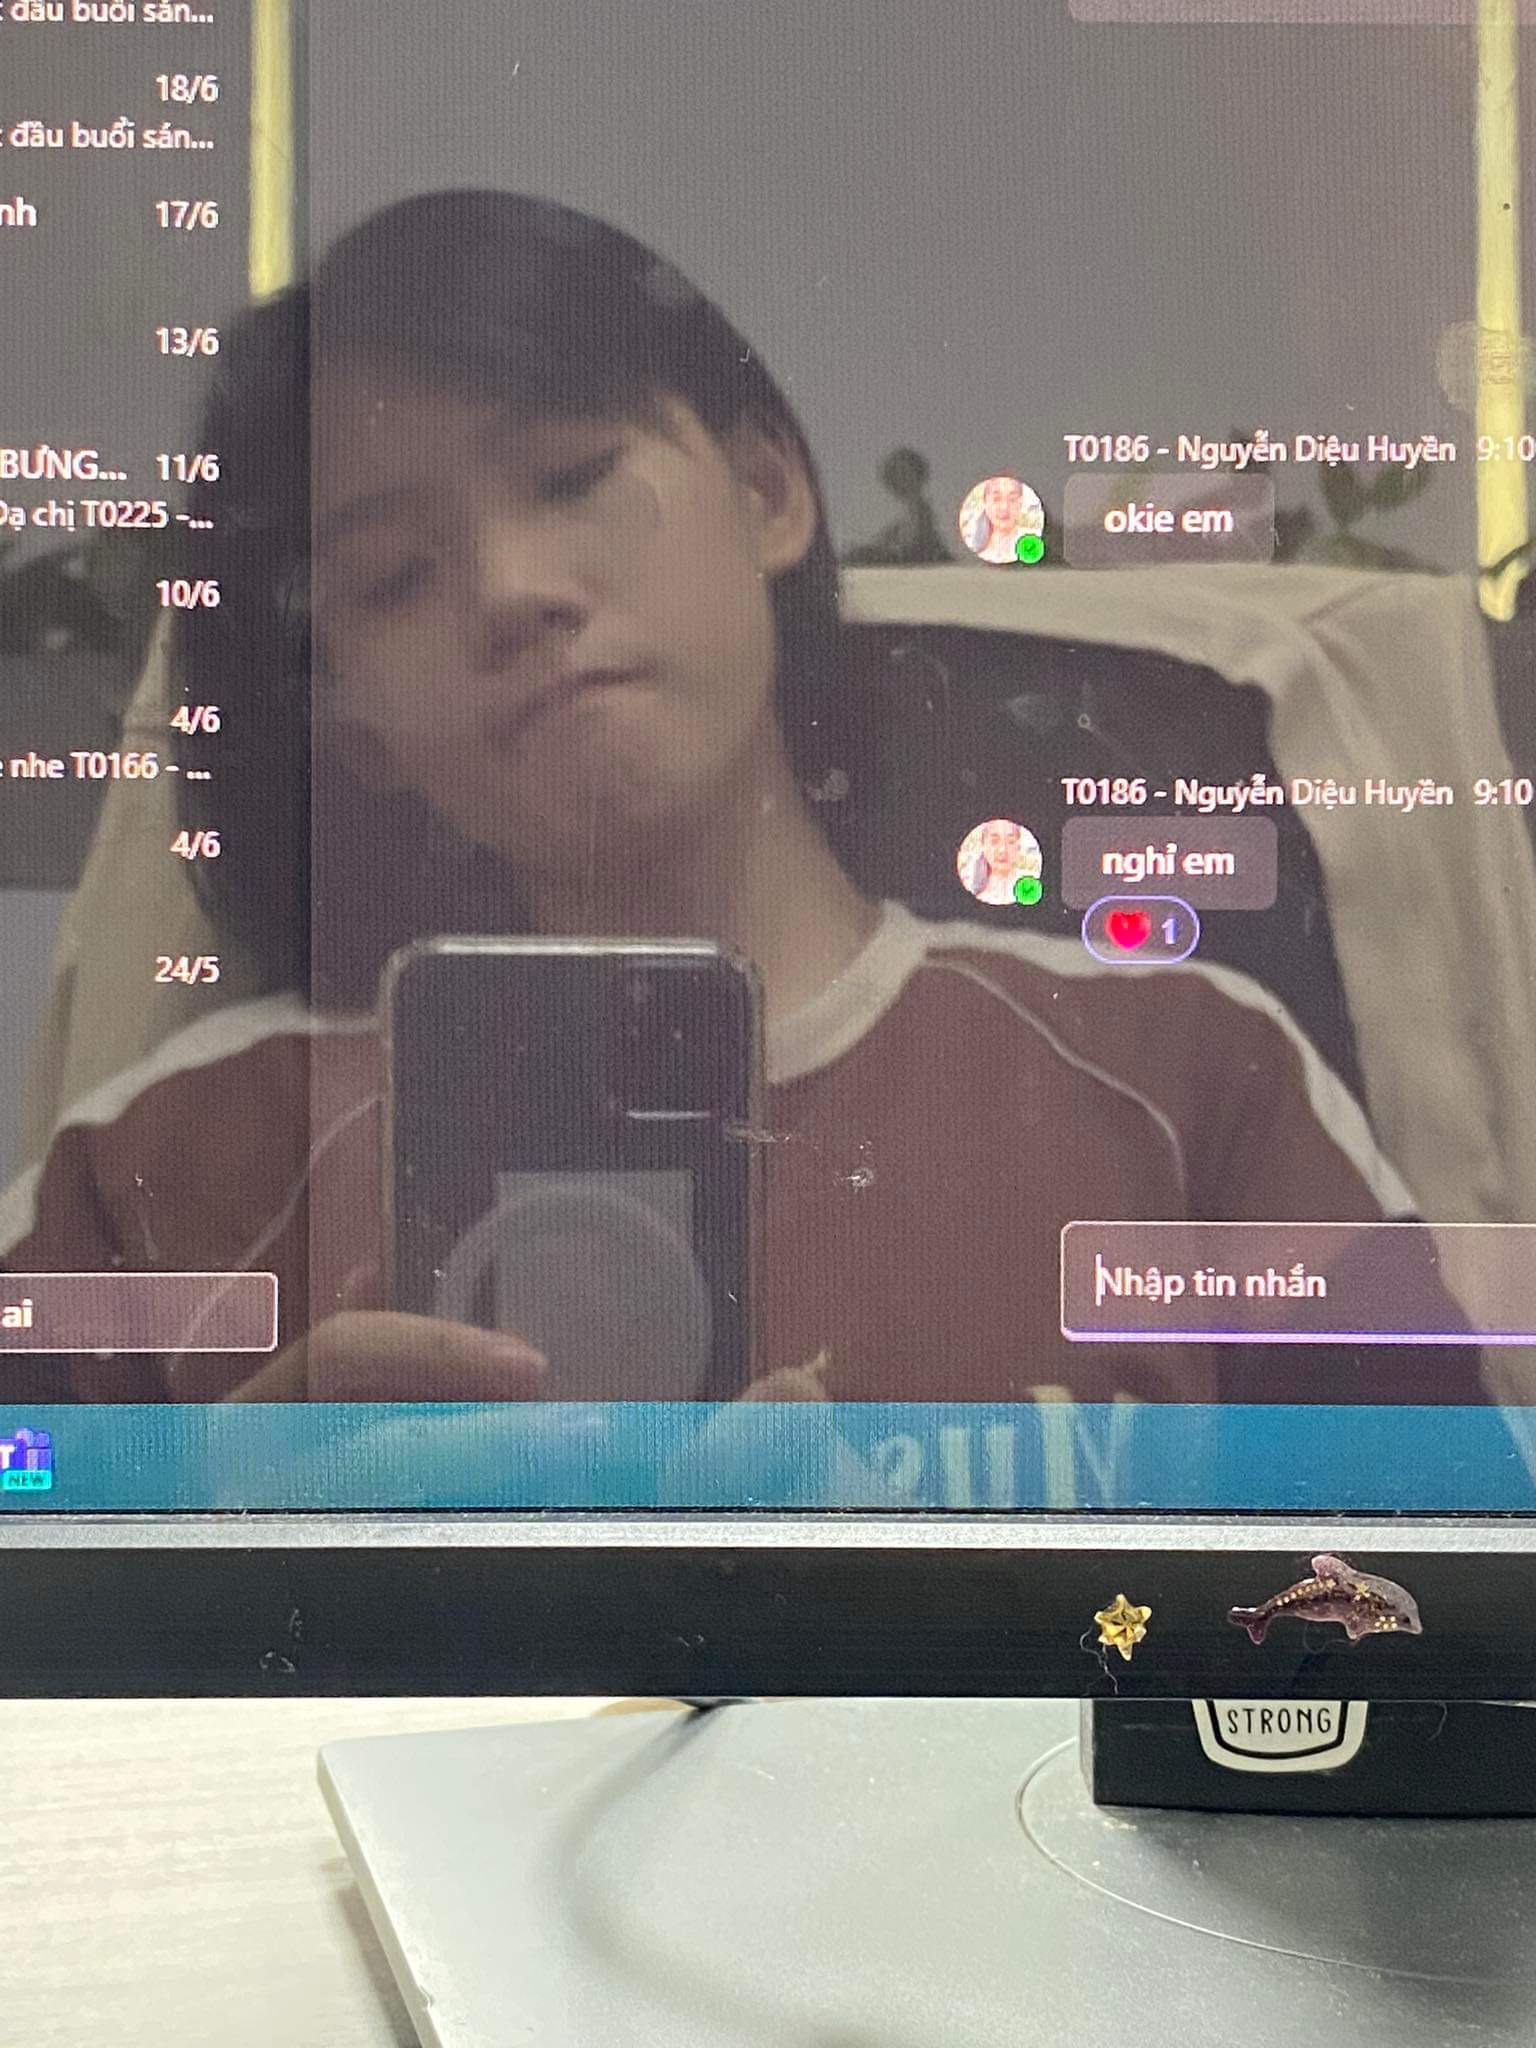 đầu buổi sán...
18/6
đầu buổi sán...
nh 17/6
13/6
BƯNG... 11/6
Dạ chị T0225 -...
10/6
4/6
nhe T0166 - ...
4/6
24/5
ai
T0186 - Nguyễn Diệu Huyền 9:10
okie em
T0186 - Nguyễn Diệu Huyền 9:10
nghỉ em
1
Nhập tin nhắn
T
NEW
STRONG